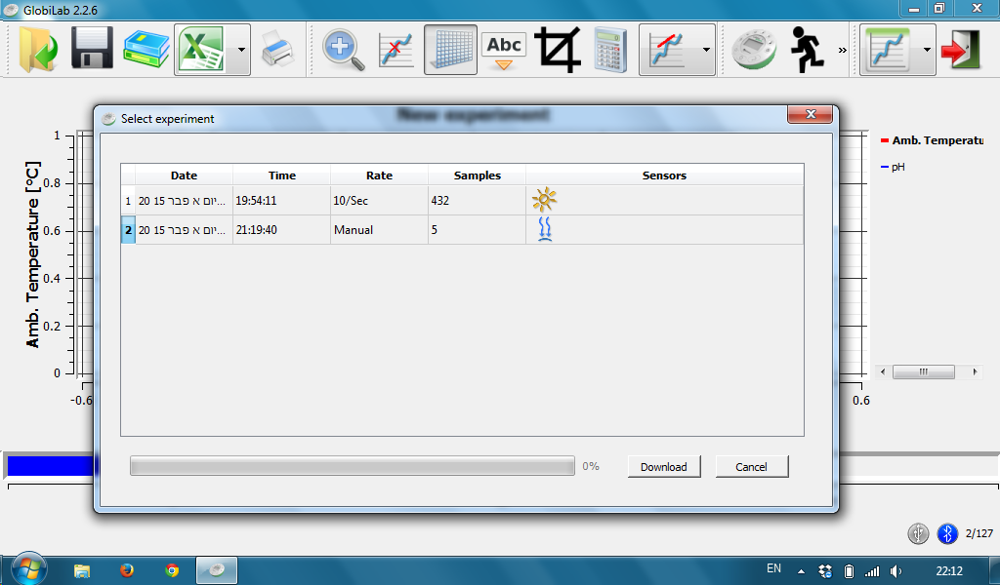 GlobiLab 2.2.6
Abc
»
New experiment
Select experiment
Date Time Rate Samples Sensors
1 20 15 יום א פבר... 19:54:11 10/Sec 432
2 20 15 יום א פבר... 21:19:40 Manual 5
0%
Download Cancel
Amb. Temperature [°C]
1
0.8
0.6
0.4
0.2
0
-0.6 0.6
Amb. Temperatu
pH
2/127
EN 22:12